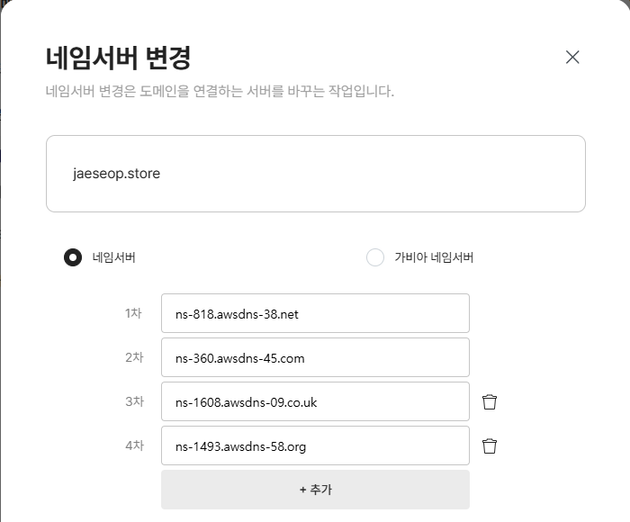 네임서버 변경
네임서버 변경은 도메인을 연결하는 서버를 바꾸는 작업입니다.
jaeseop.store
네임서버 가비아 네임서버
1차 ns-818.awsdns-38.net
2차 ns-360.awsdns-45.com
3차 ns-1608.awsdns-09.co.uk
4차 ns-1493.awsdns-58.org
+ 추가